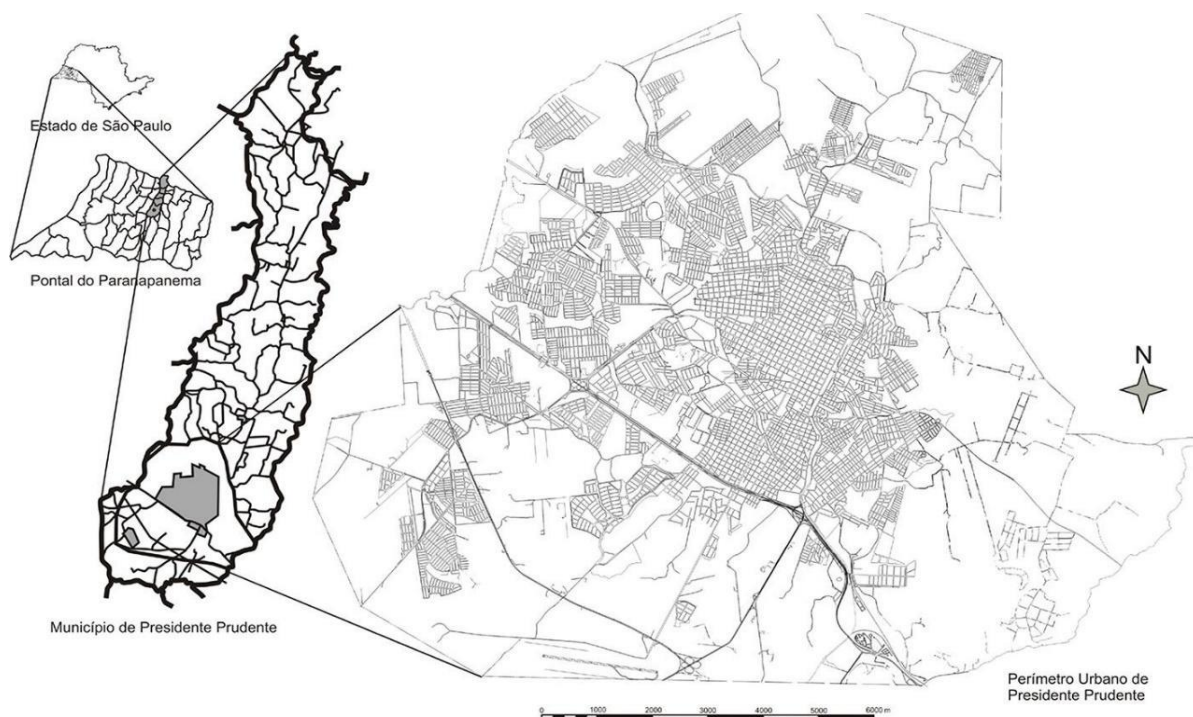 Estado de São Paulo
Pontal do Paranapanema
Município de Presidente Prudente
N
Perímetro Urbano de
Presidente Prudente
0 1000 2000 3000 4000 5000 6000 m